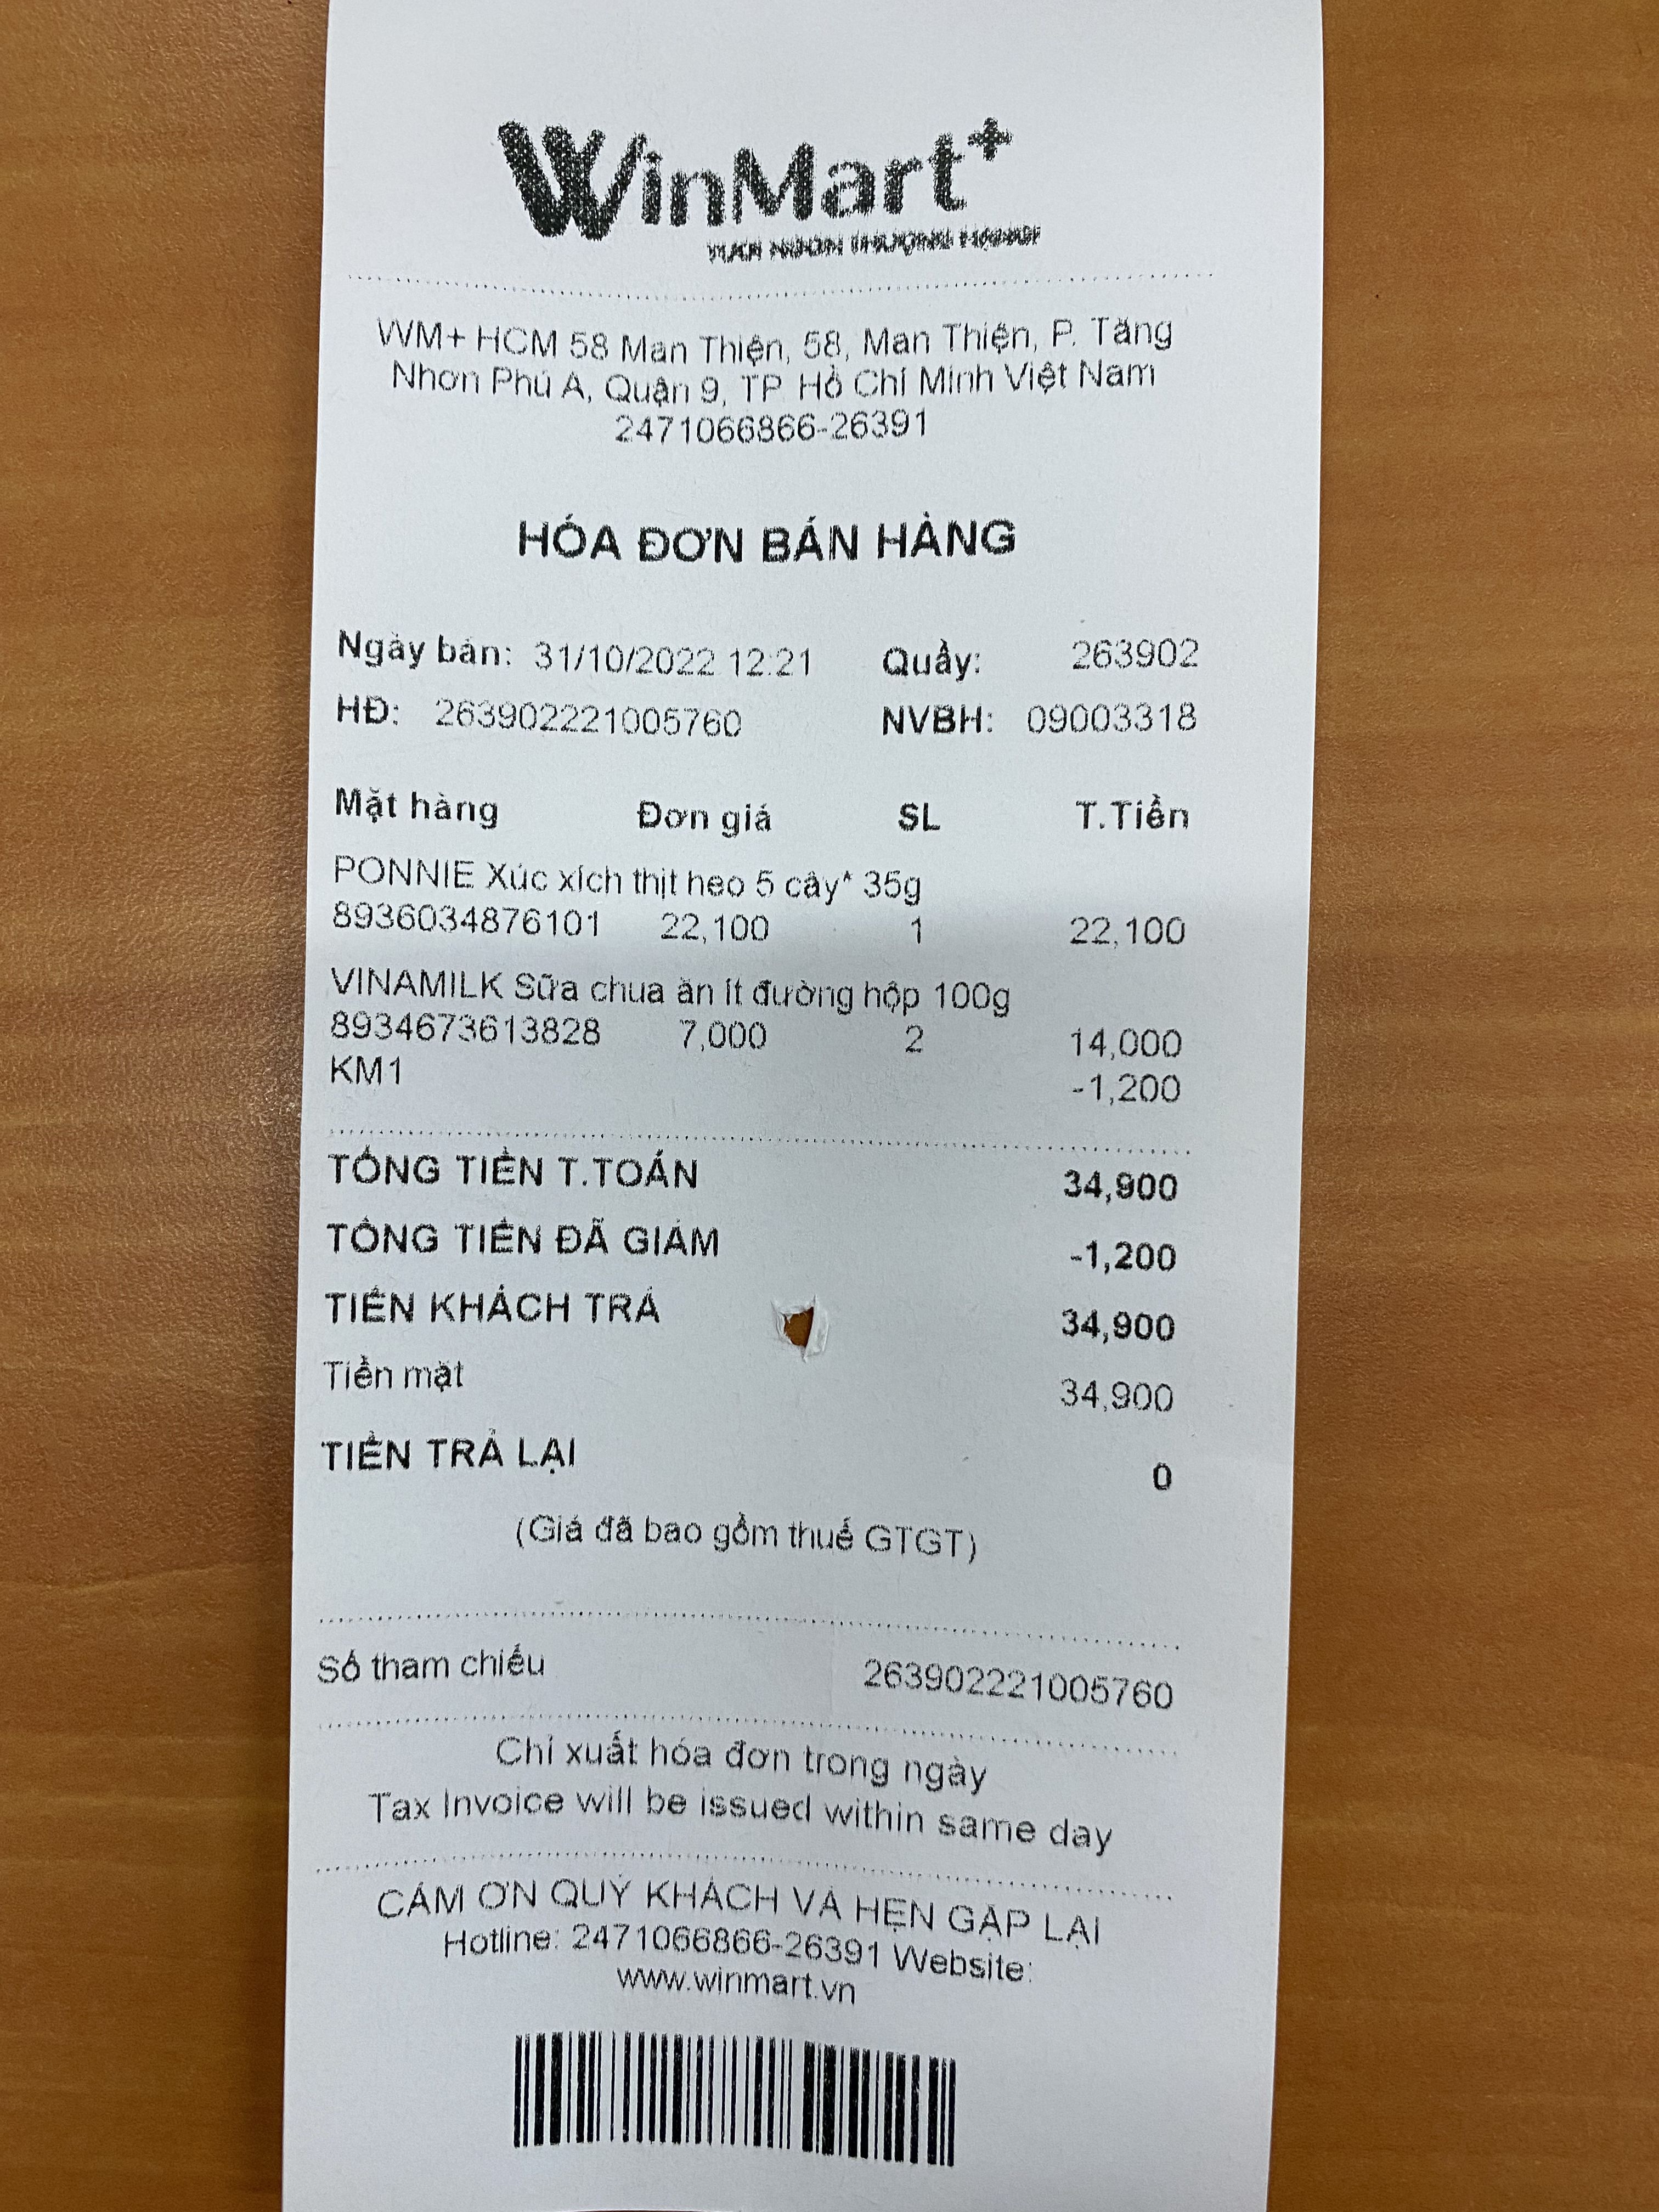 WinMart+
TƯƠI NGON THƯỢNG HẠNG
WM+ HCM 58 Man Thiện, 58, Man Thiện, P. Tăng
Nhơn Phú A, Quận 9, TP. Hồ Chí Minh Việt Nam
2471066866-26391
HÓA ĐƠN BÁN HÀNG
Ngày bán: 31/10/2022 12:21 Quầy: 263902
HĐ: 263902221005760 NVBH: 09003318
Mặt hàng Đơn giá SL T.Tiền
PONNIE Xúc xích thịt heo 5 cây* 35g
8936034876101 22,100 1 22,100
VINAMILK Sữa chua ăn ít đường hộp 100g
8934673613828 7,000 2 14,000
KM1 -1,200
TỔNG TIỀN T.TOÁN 34,900
TỔNG TIỀN ĐÃ GIẢM -1,200
TIỀN KHÁCH TRẢ 34,900
Tiền mặt 34,900
TIỀN TRẢ LẠI 0
(Giá đã bao gồm thuế GTGT)
Số tham chiếu 263902221005760
Chỉ xuất hóa đơn trong ngày
Tax Invoice will be issued within same day
CẢM ƠN QUÝ KHÁCH VÀ HẸN GẶP LẠI
Hotline: 2471066866-26391 Website:
www.winmart.vn